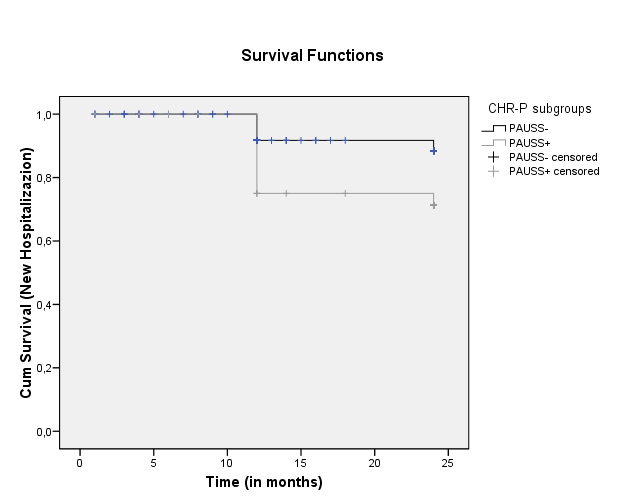 Survival Functions
Cum Survival (New Hospitalizazion)
1,0
0,8
0,6
0,4
0,2
0,0
0 5 10 15 20 25
Time (in months)
CHR-P subgroups
PAUSS-
PAUSS+
PAUSS- censored
PAUSS+ censored